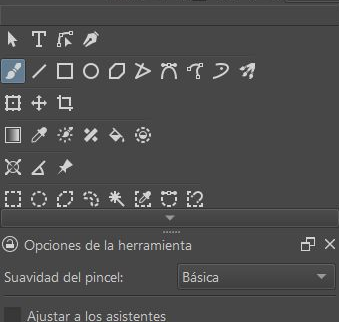 Opciones de la herramienta
Suavidad del pincel: Básica
Ajustar a los asistentes